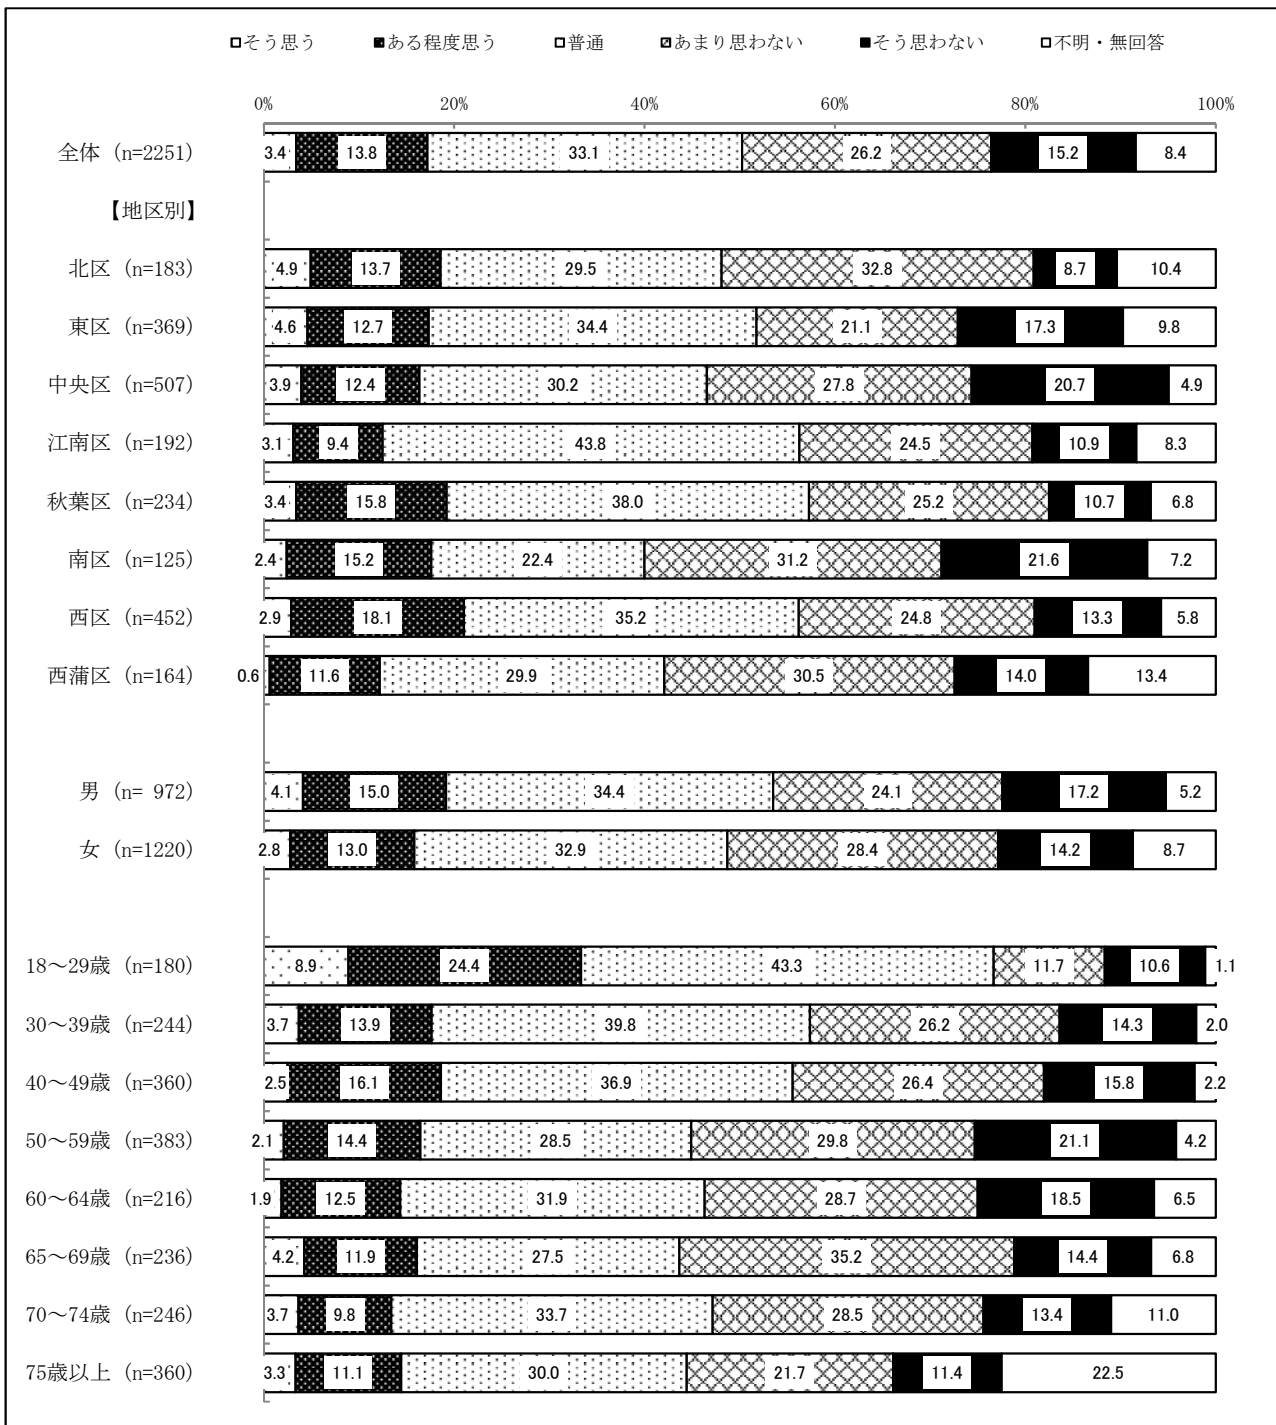 □そう思う ■ある程度思う □普通 □あまり思わない ■そう思わない □不明・無回答
0% 20% 40% 60% 80% 100%
全体 (n=2251) 3.4 13.8 33.1 26.2 15.2 8.4
【地区別】
北区 (n=183) 4.9 13.7 29.5 32.8 8.7 10.4
東区 (n=369) 4.6 12.7 34.4 21.1 17.3 9.8
中央区 (n=507) 3.9 12.4 30.2 27.8 20.7 4.9
江南区 (n=192) 3.1 9.4 43.8 24.5 10.9 8.3
秋葉区 (n=234) 3.4 15.8 38.0 25.2 10.7 6.8
南区 (n=125) 2.4 15.2 22.4 31.2 21.6 7.2
西区 (n=452) 2.9 18.1 35.2 24.8 13.3 5.8
西蒲区 (n=164) 0.6 11.6 29.9 30.5 14.0 13.4
男 (n= 972) 4.1 15.0 34.4 24.1 17.2 5.2
女 (n=1220) 2.8 13.0 32.9 28.4 14.2 8.7
18～29歳 (n=180) 8.9 24.4 43.3 11.7 10.6 1.1
30～39歳 (n=244) 3.7 13.9 39.8 26.2 14.3 2.0
40～49歳 (n=360) 2.5 16.1 36.9 26.4 15.8 2.2
50～59歳 (n=383) 2.1 14.4 28.5 29.8 21.1 4.2
60～64歳 (n=216) 1.9 12.5 31.9 28.7 18.5 6.5
65～69歳 (n=236) 4.2 11.9 27.5 35.2 14.4 6.8
70～74歳 (n=246) 3.7 9.8 33.7 28.5 13.4 11.0
75歳以上 (n=360) 3.3 11.1 30.0 21.7 11.4 22.5